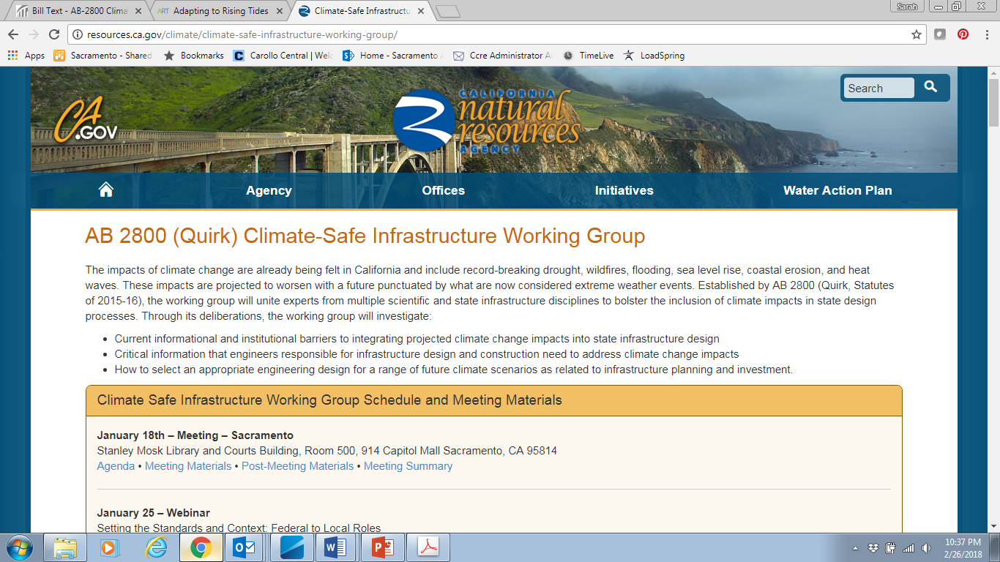 Bill Text - AB-2800 Clima
ART Adapting to Rising Tides
Climate-Safe Infrastructu
Sarah
resources.ca.gov/climate/climate-safe-infrastructure-working-group/
Apps
Sacramento - Shared
Bookmarks
C Carollo Central | Welc
Home - Sacramento A
Ccre Administrator A
TimeLive
LoadSpring
CA.GOV
CALIFORNIA
natural
resources
AGENCY
Search
Agency
Offices
Initiatives
Water Action Plan
AB 2800 (Quirk) Climate-Safe Infrastructure Working Group
The impacts of climate change are already being felt in California and include record-breaking drought, wildfires, flooding, sea level rise, coastal erosion, and heat
waves. These impacts are projected to worsen with a future punctuated by what are now considered extreme weather events. Established by AB 2800 (Quirk, Statutes
of 2015-16), the working group will unite experts from multiple scientific and state infrastructure disciplines to bolster the inclusion of climate impacts in state design
processes. Through its deliberations, the working group will investigate:
• Current informational and institutional barriers to integrating projected climate change impacts into state infrastructure design
• Critical information that engineers responsible for infrastructure design and construction need to address climate change impacts
• How to select an appropriate engineering design for a range of future climate scenarios as related to infrastructure planning and investment.
Climate Safe Infrastructure Working Group Schedule and Meeting Materials
January 18th – Meeting – Sacramento
Stanley Mosk Library and Courts Building, Room 500, 914 Capitol Mall Sacramento, CA 95814
Agenda • Meeting Materials • Post-Meeting Materials • Meeting Summary
January 25 – Webinar
Setting the Standards and Context: Federal to Local Roles
10:37 PM
2/26/2018